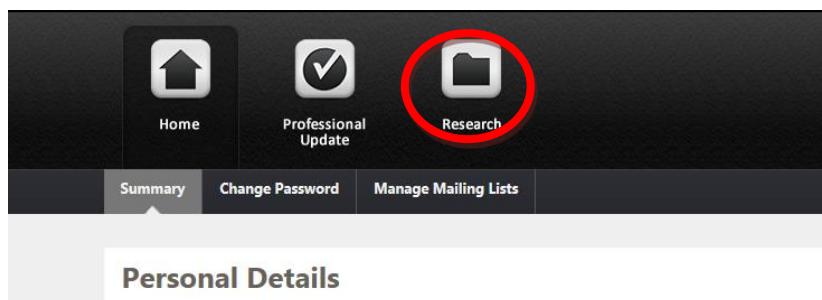 Home
Professional
Update
Research
Summary
Change Password
Manage Mailing Lists
Personal Details